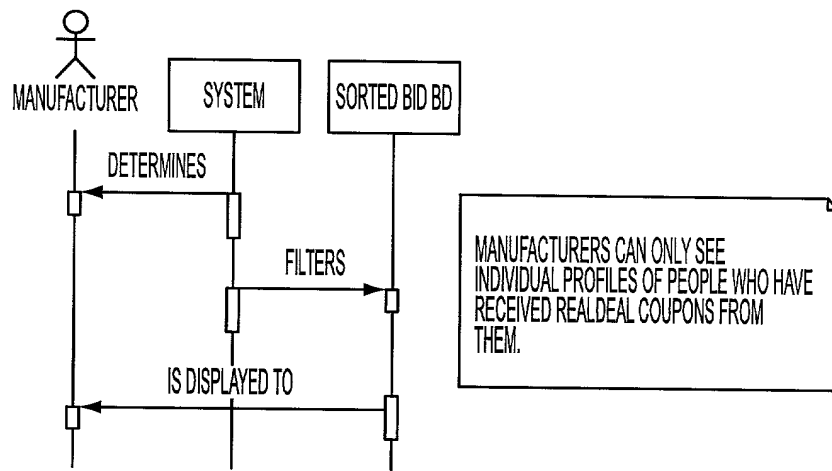 MANUFACTURER
SYSTEM
SORTED BID BD
DETERMINES
FILTERS
IS DISPLAYED TO
MANUFACTURERS CAN ONLY SEE
INDIVIDUAL PROFILES OF PEOPLE WHO HAVE
RECEIVED REALDEAL COUPONS FROM
THEM.